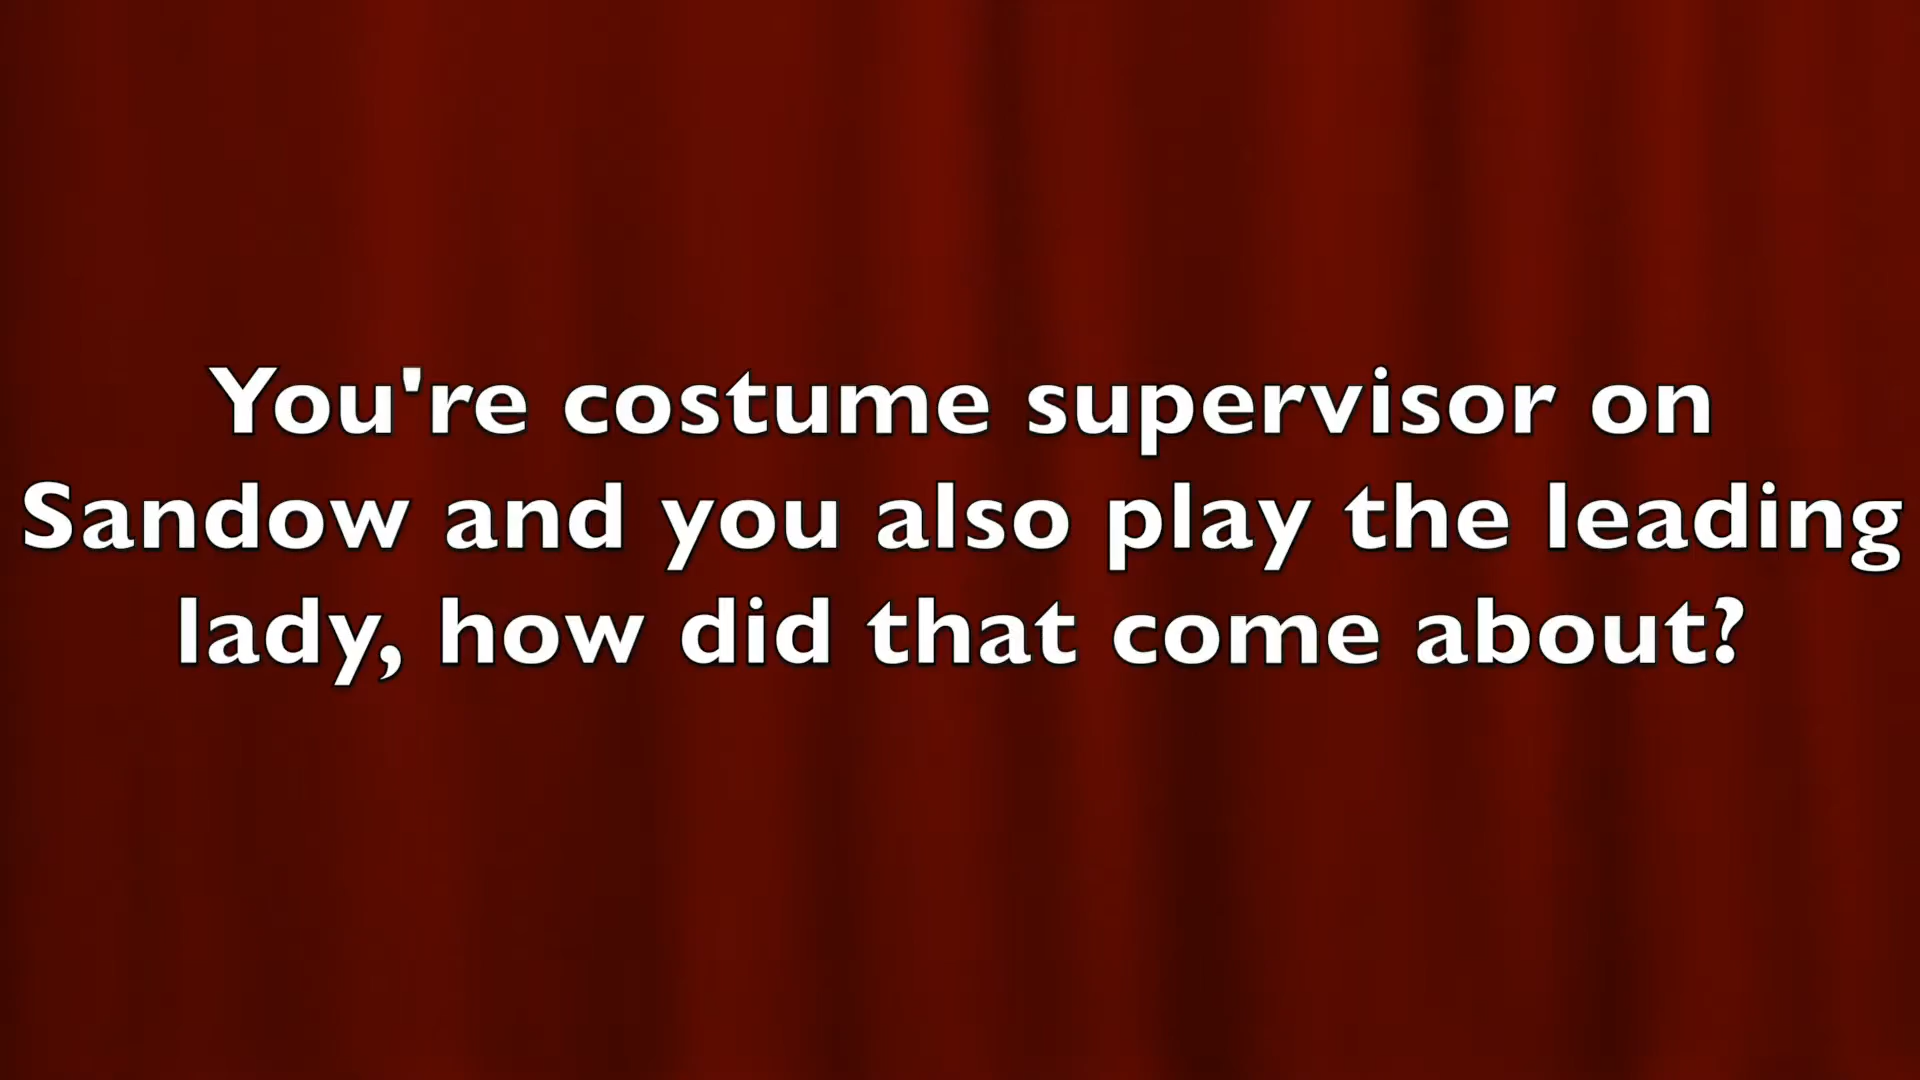 You're costume supervisor on
Sandow and you also play the leading
lady, how did that come about?